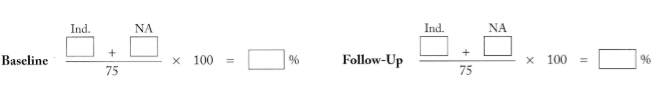 Ind. NA Ind. NA
Baseline + × 100 = % Follow-Up + × 100 = %
75 75